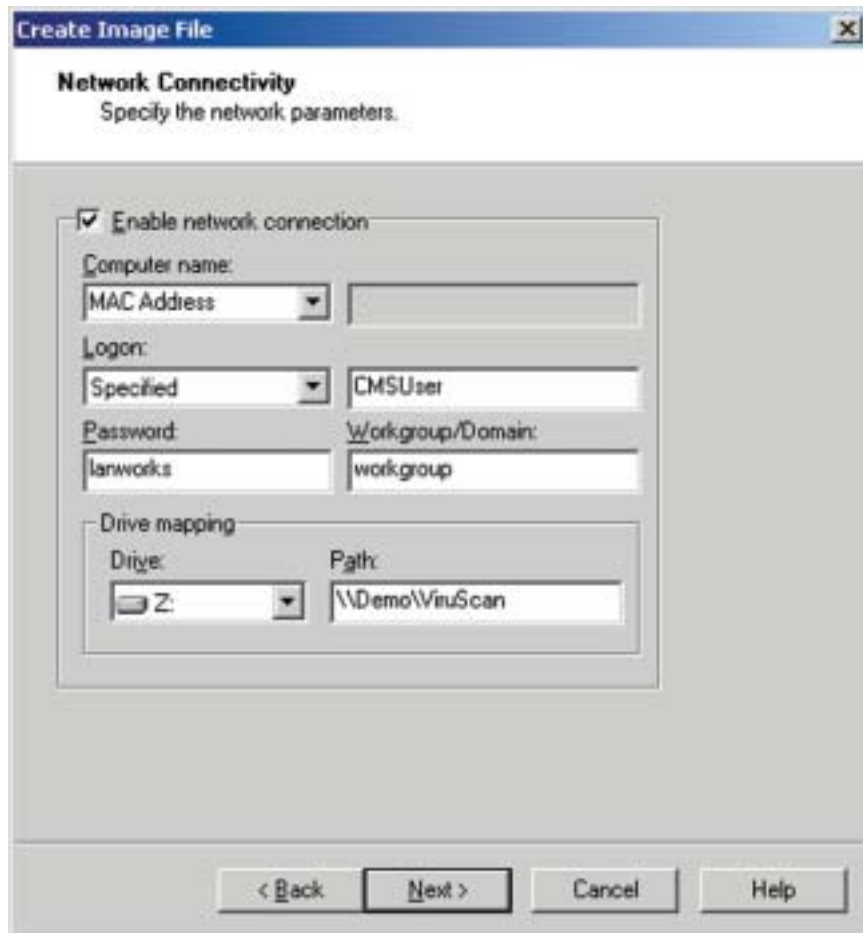 Create Image File
Network Connectivity
Specify the network parameters.
Enable network connection
Computer name:
MAC Address
Logon:
Specified CMSUser
Password: Workgroup/Domain:
lanworks workgroup
Drive mapping
Drive: Path:
Z: \\Demo\ViruScan
< Back Next > Cancel Help